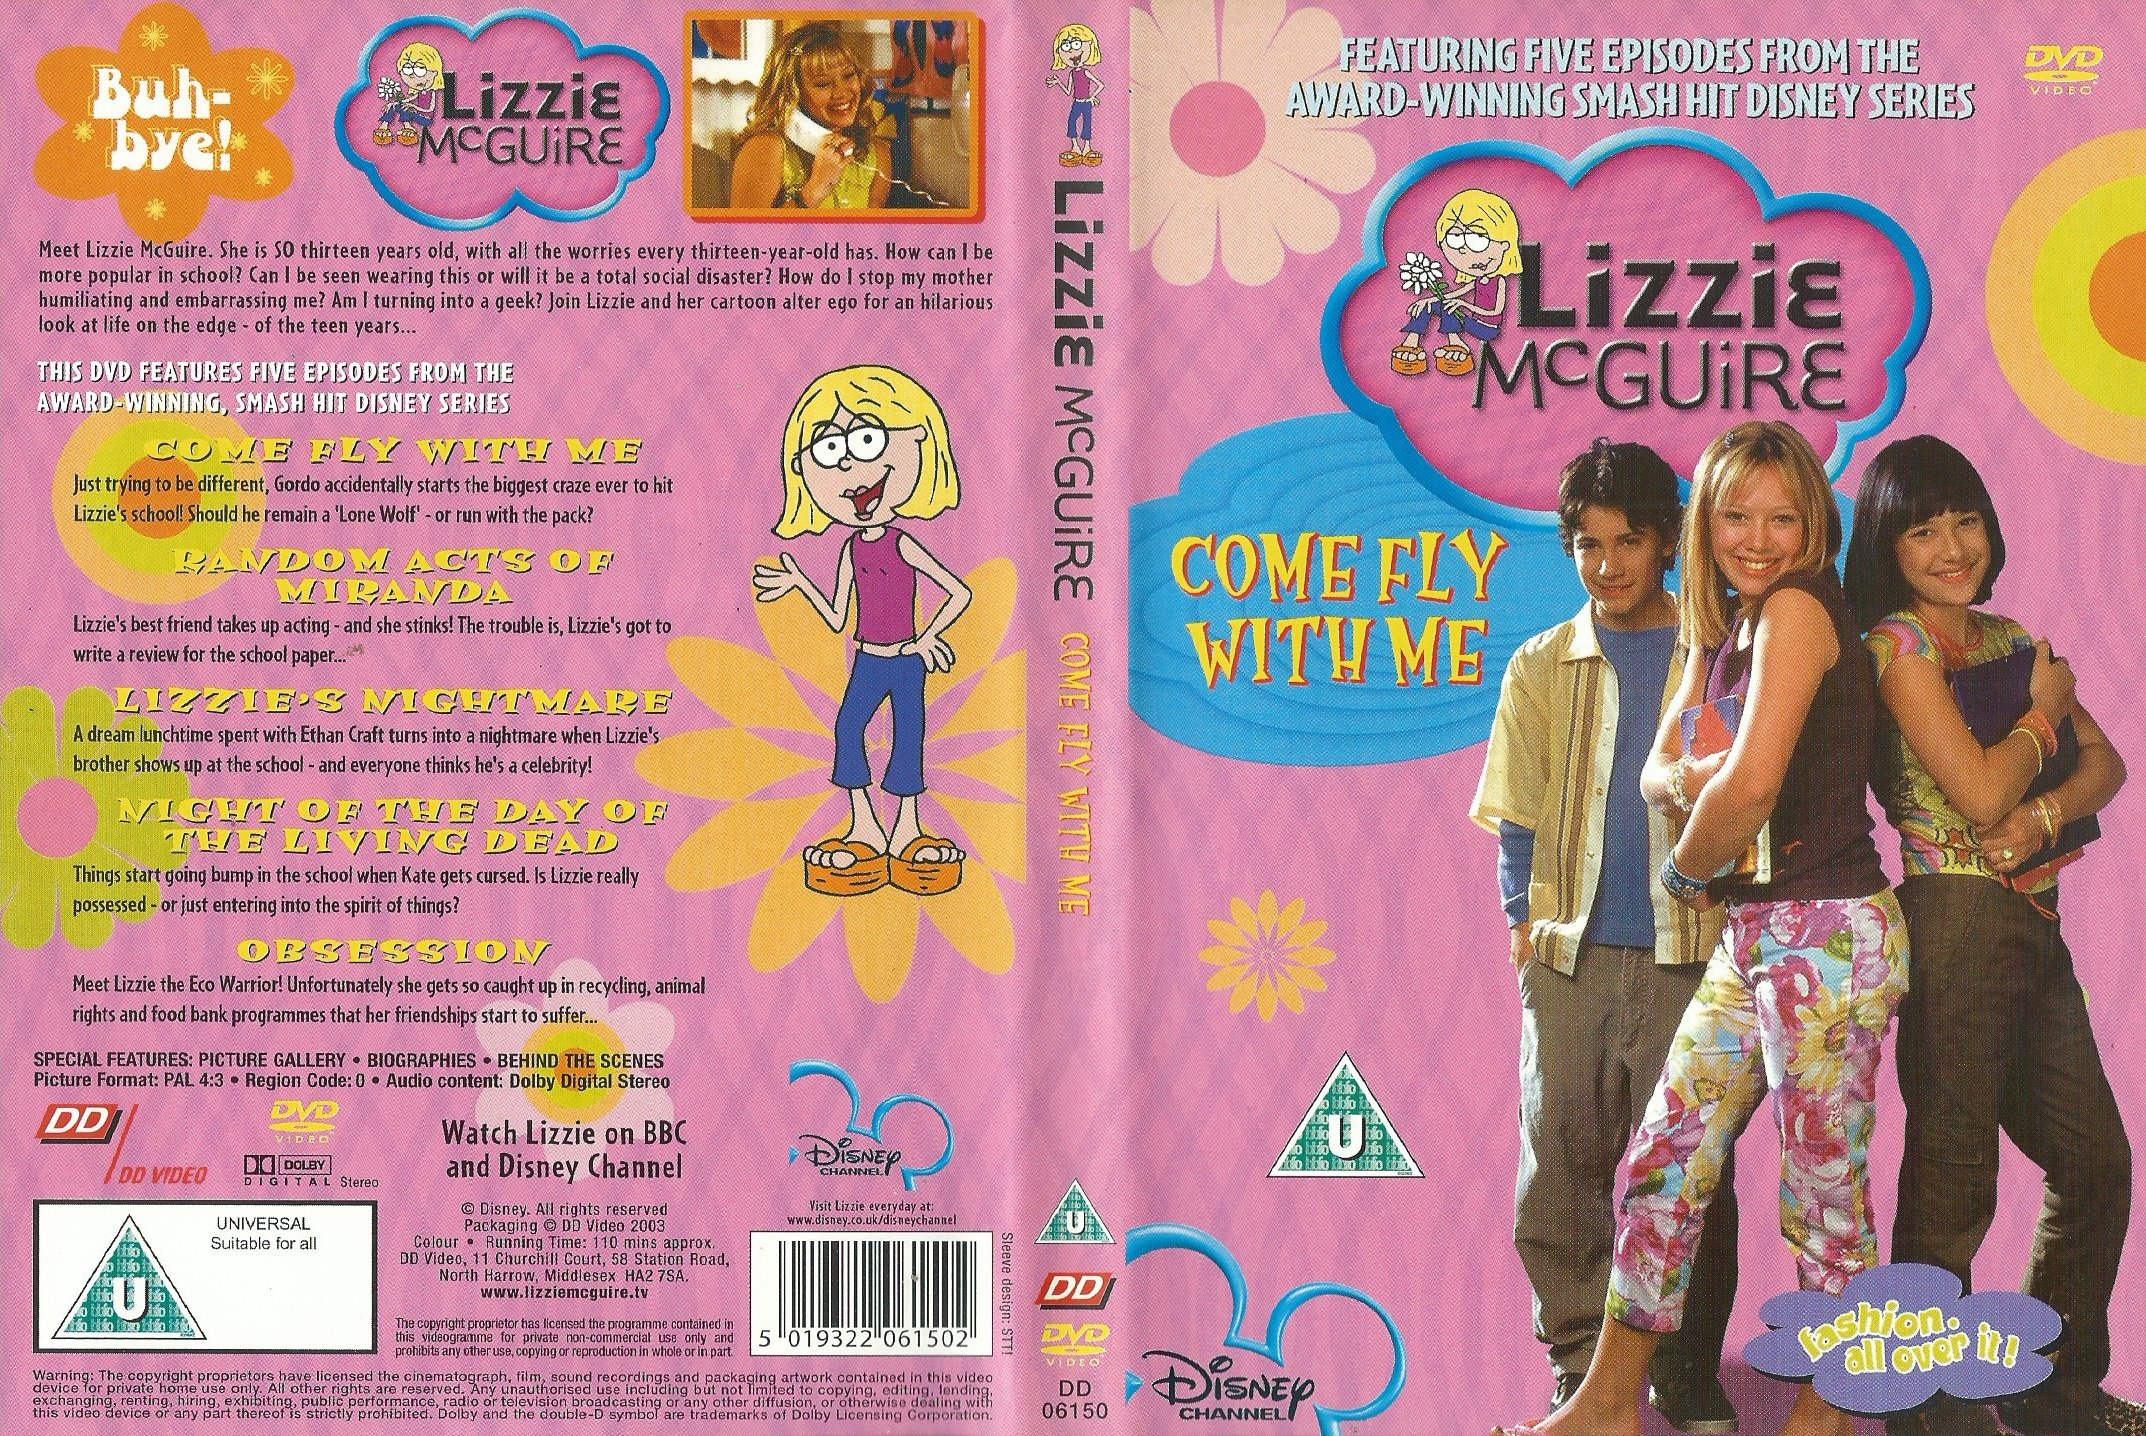 Buh-
bye!
Lizzie
McGUiRE
Meet Lizzie McGuire. She is SO thirteen years old, with all the worries every thirteen-year-old has. How can I be
more popular in school? Can I be seen wearing this or will it be a total social disaster? How do I stop my mother
humiliating and embarrassing me? Am I turning into a geek? Join Lizzie and her cartoon alter ego for an hilarious
look at life on the edge - of the teen years...
THIS DVD FEATURES FIVE EPISODES FROM THE
AWARD-WINNING, SMASH HIT DISNEY SERIES
COME FLY WITH ME
Just trying to be different, Gordo accidentally starts the biggest craze ever to hit
Lizzie's school! Should he remain a 'Lone Wolf' - or run with the pack?
RANDOM ACTS OF
MIRANDA
Lizzie's best friend takes up acting - and she stinks! The trouble is, Lizzie's got to
write a review for the school paper...
LIZZIE'S NIGHTMARE
A dream lunchtime spent with Ethan Craft turns into a nightmare when Lizzie's
brother shows up at the school - and everyone thinks he's a celebrity!
NIGHT OF THE DAY OF
THE LIVING DEAD
Things start going bump in the school when Kate gets cursed. Is Lizzie really
possessed - or just entering into the spirit of things?
OBSESSION
Meet Lizzie the Eco Warrior! Unfortunately she gets so caught up in recycling, animal
rights and food bank programmes that her friendships start to suffer...
SPECIAL FEATURES: PICTURE GALLERY • BIOGRAPHIES • BEHIND THE SCENES
Picture Format: PAL 4:3 • Region Code: 0 • Audio content: Dolby Digital Stereo
DD
DD VIDEO
DVD
VIDEO
DOLBY
DIGITAL Stereo
Watch Lizzie on BBC
and Disney Channel
DISNEY
CHANNEL
Visit Lizzie everyday at:
www.disney.co.uk/disneychannel
UNIVERSAL
Suitable for all
U
© Disney. All rights reserved
Packaging © DD Video 2003
Colour • Running Time: 110 mins approx.
DD Video, 11 Churchill Court, 58 Station Road,
North Harrow, Middlesex HA2 7SA.
www.lizziemcguire.tv
The copyright proprietor has licensed the programme contained in
this videogramme for private non-commercial use only and
prohibits any other use, copying or reproduction in whole or in part.
5 019322 061502
Sleeve design: STT!
Warning: The copyright proprietors have licensed the cinematograph, film, sound recordings and packaging artwork contained in this video
device for private home use only. All other rights are reserved. Any unauthorised use including but not limited to copying, editing, lending,
exchanging, renting, hiring, exhibiting, public performance, radio or television broadcasting or any other diffusion, or otherwise dealing with
this video device or any part thereof is strictly prohibited. Dolby and the double-D symbol are trademarks of Dolby Licensing Corporation.
Lizzie McGUiRE COME FLY WITH ME
U
DD
DVD
VIDEO
DD
06150
FEATURING FIVE EPISODES FROM THE
AWARD-WINNING SMASH HIT DISNEY SERIES
DVD
VIDEO
Lizzie
McGUiRE
COME FLY
WITH ME
U
DISNEY
CHANNEL
fashion.
all over it!